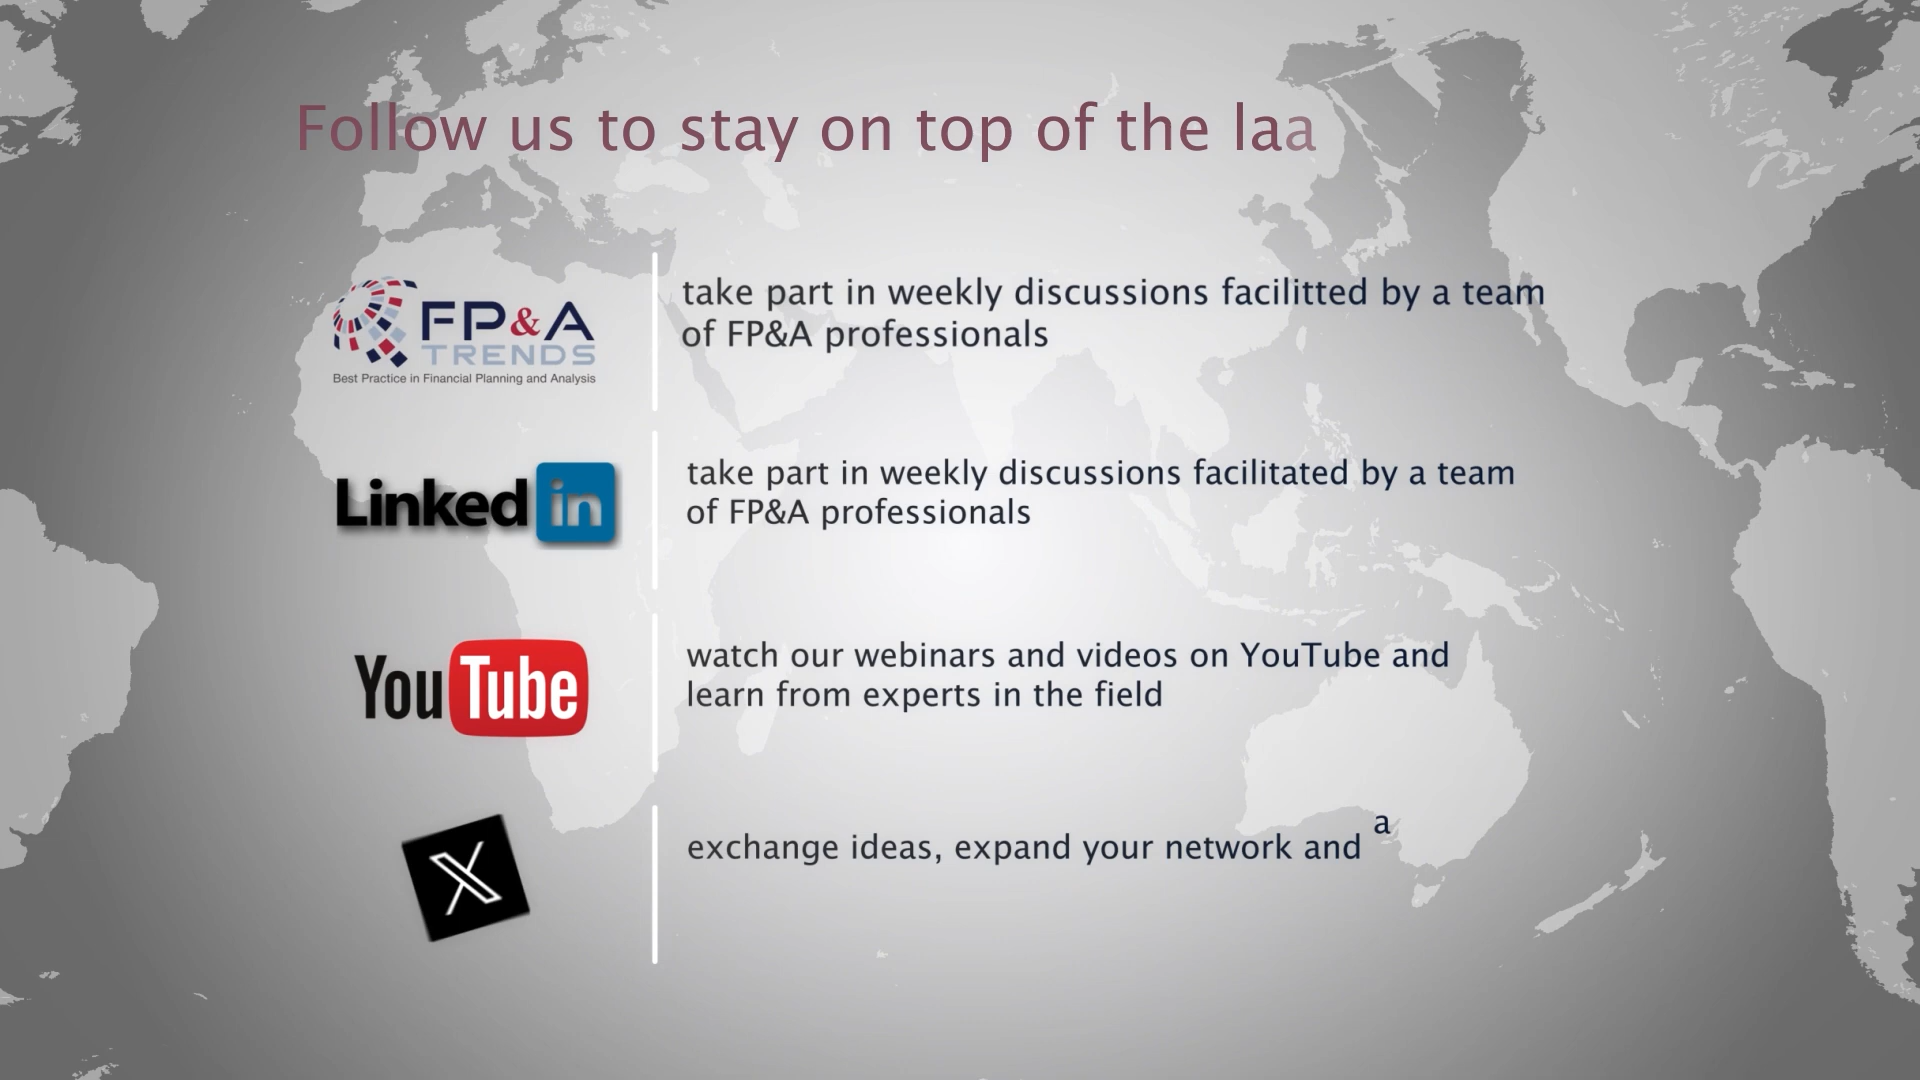 Follow us to stay on top of the laa
FP&A
TRENDS
Best Practice in Financial Planning and Analysis
take part in weekly discussions facilitted by a team
of FP&A professionals
Linked in
take part in weekly discussions facilitated by a team
of FP&A professionals
YouTube
watch our webinars and videos on YouTube and
learn from experts in the field
X
exchange ideas, expand your network and a